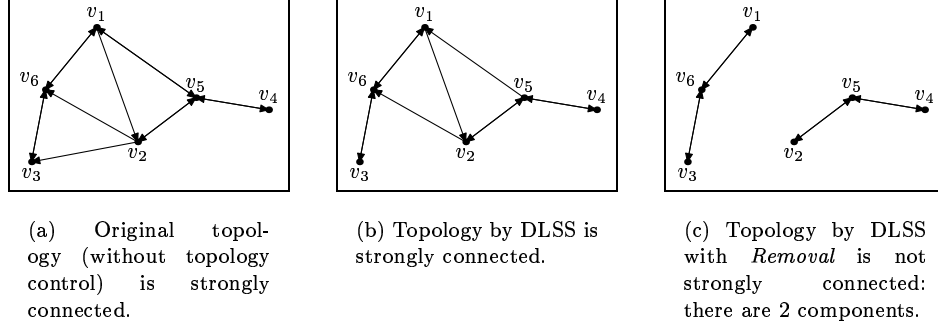 v1
v6
v5
v4
v2
v3
v1
v6
v5
v4
v2
v3
v1
v6
v5
v4
v2
v3
(a) Original topol-
ogy (without topology
control) is strongly
connected.
(b) Topology by DLSS is
strongly connected.
(c) Topology by DLSS
with Removal is not
strongly connected:
there are 2 components.